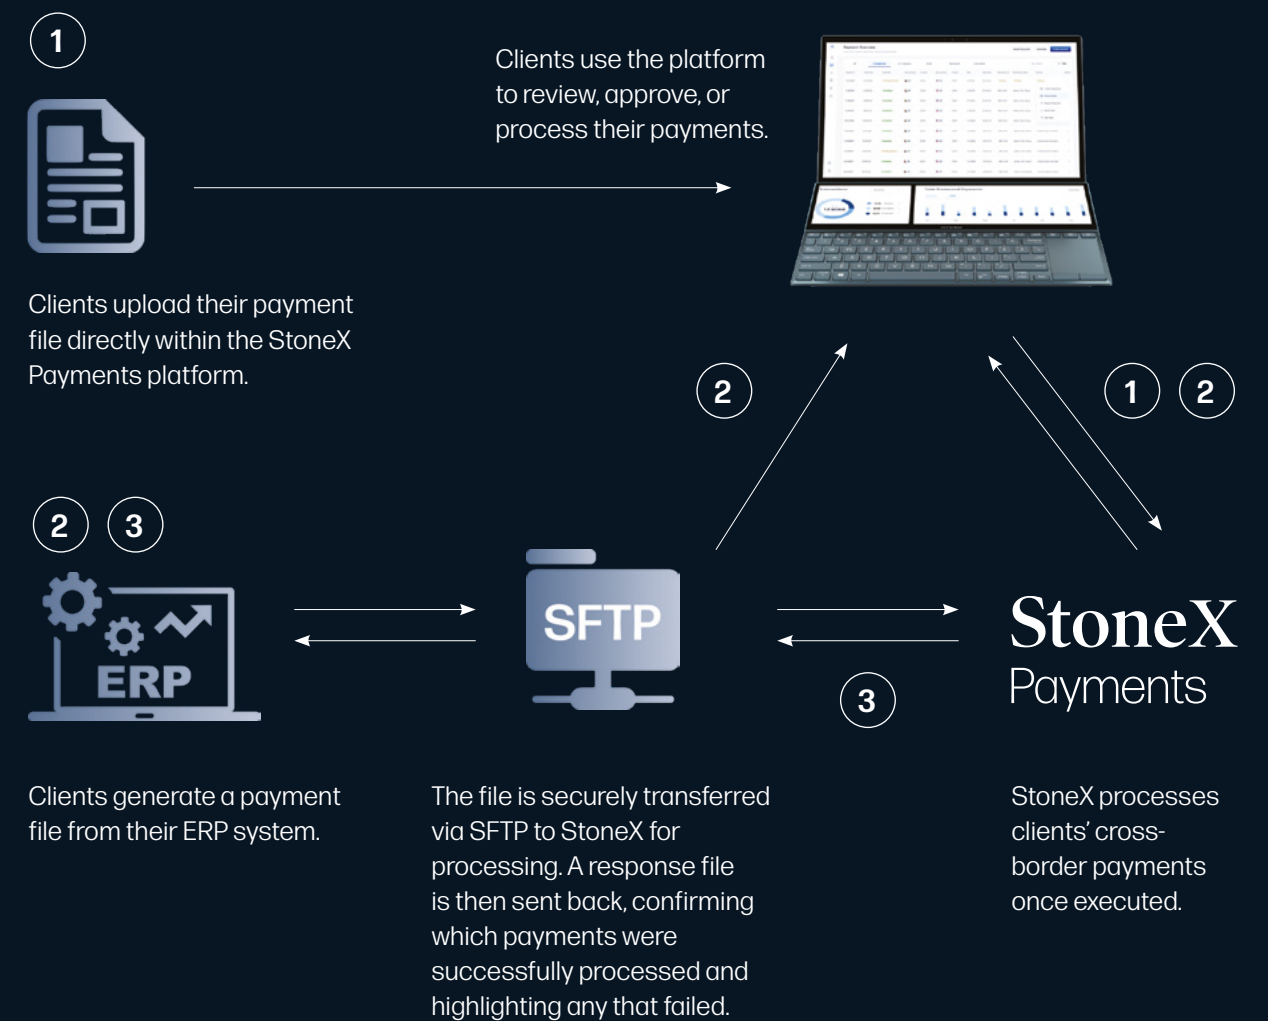 1
Clients use the platform
to review, approve, or
process their payments.
Clients upload their payment
file directly within the StoneX
Payments platform.
2
1 2
2 3
ERP
SFTP
3
StoneX
Payments
Clients generate a payment
file from their ERP system.
The file is securely transferred
via SFTP to StoneX for
processing. A response file
is then sent back, confirming
which payments were
successfully processed and
highlighting any that failed.
StoneX processes
clients’ cross-
border payments
once executed.